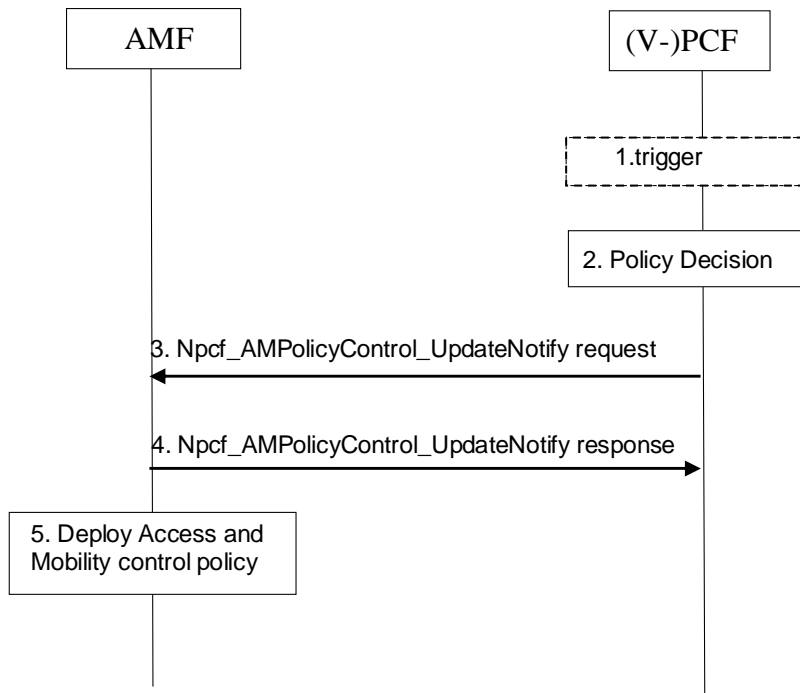 AMF
(V-)PCF
1.trigger
2. Policy Decision
3. Npcf_AMPolicyControl_UpdateNotify request
4. Npcf_AMPolicyControl_UpdateNotify response
5. Deploy Access and
Mobility control policy